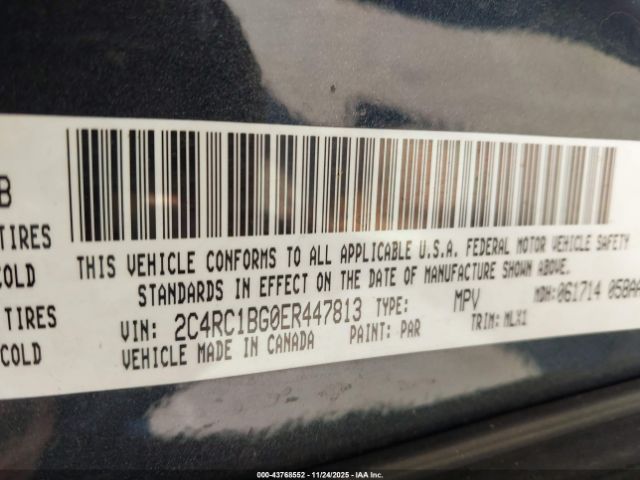 B
TIRES
COLD
TIRES
COLD
THIS VEHICLE CONFORMS TO ALL APPLICABLE U.S.A. FEDERAL MOTOR VEHICLE SAFETY
STANDARDS IN EFFECT ON THE DATE OF MANUFACTURE SHOWN ABOVE.
VIN: 2C4RC1BG0ER447813 TYPE: MPV MDH:061714 058AA
VEHICLE MADE IN CANADA PAINT: PAR TRIM: MLX1
000-43768552 - 11/24/2025 - IAA Inc.